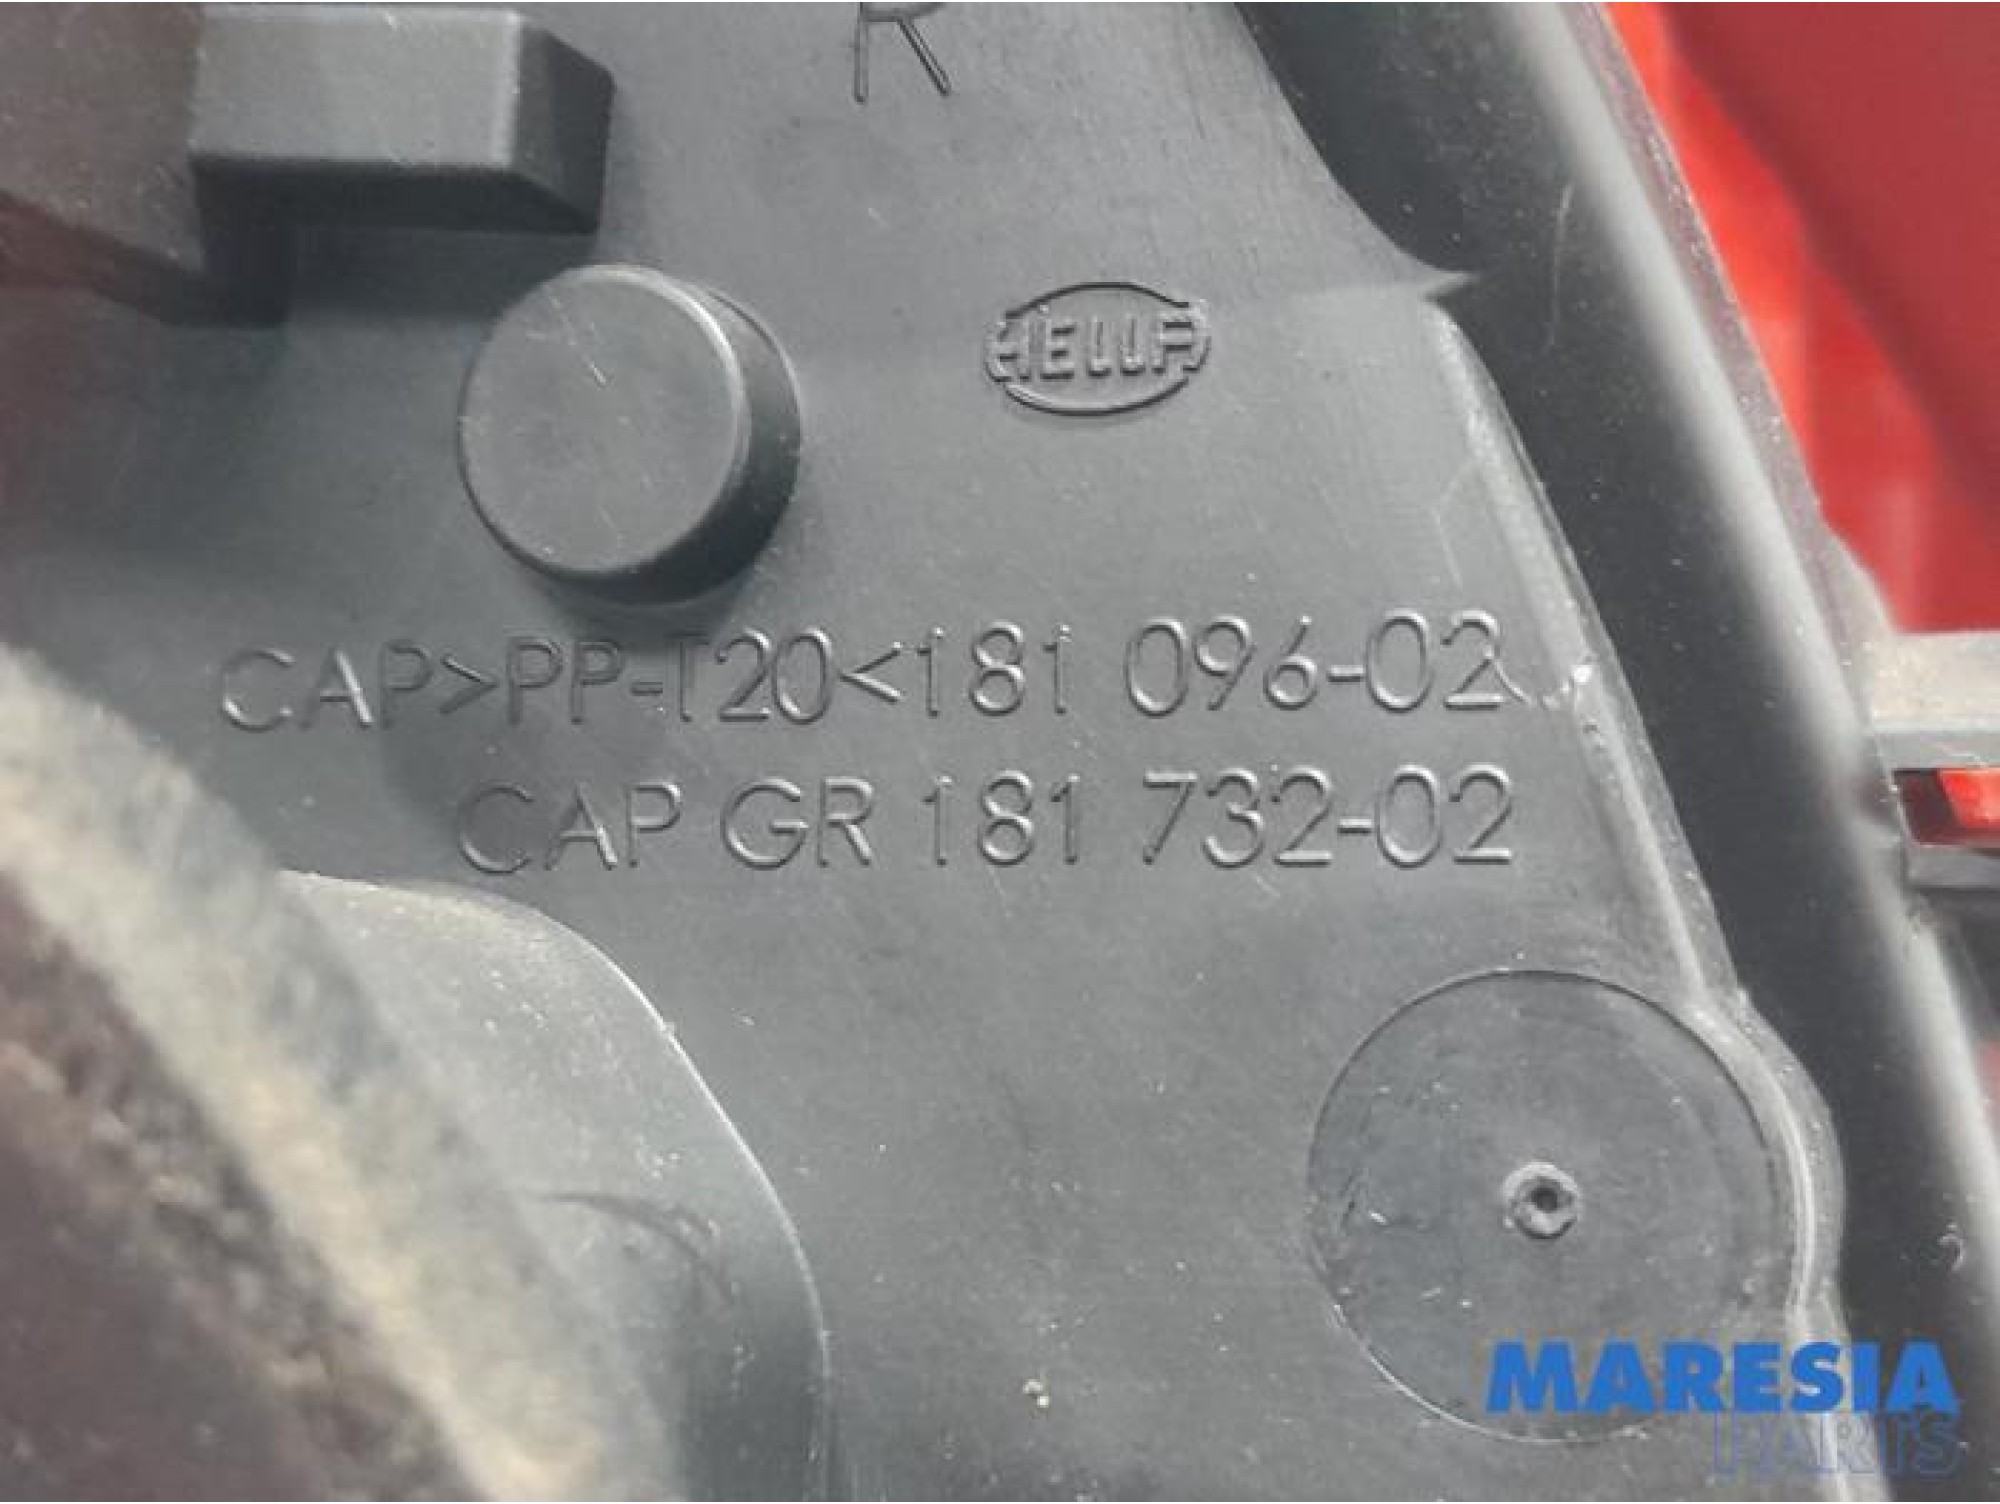 R
HELLA
CAP>PP-T20<181 096-02
CAP GR 181 732-02
MARESIA
PARTS